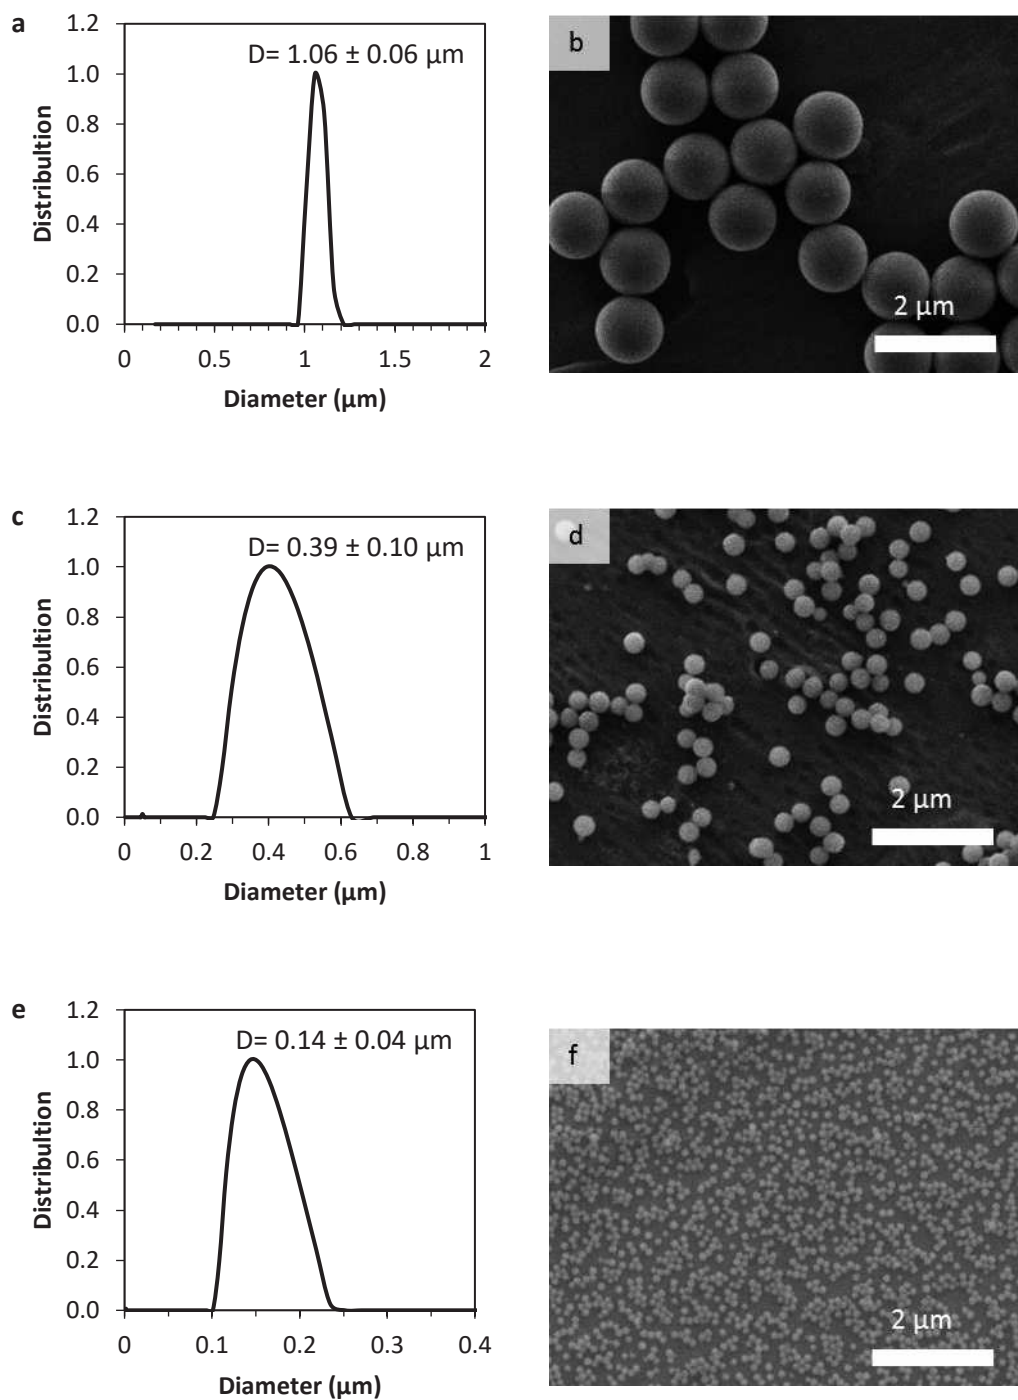 a
1.2
1.0
0.8
0.6
0.4
0.2
0.0
Distribultion
D= 1.06 ± 0.06 µm
0 0.5 1 1.5 2
Diameter (µm)
b
2 µm
c
1.2
1.0
0.8
0.6
0.4
0.2
0.0
Distribultion
D= 0.39 ± 0.10 µm
0 0.2 0.4 0.6 0.8 1
Diameter (µm)
d
2 µm
e
1.2
1.0
0.8
0.6
0.4
0.2
0.0
Distribultion
D= 0.14 ± 0.04 µm
0 0.1 0.2 0.3 0.4
Diameter (µm)
f
2 µm